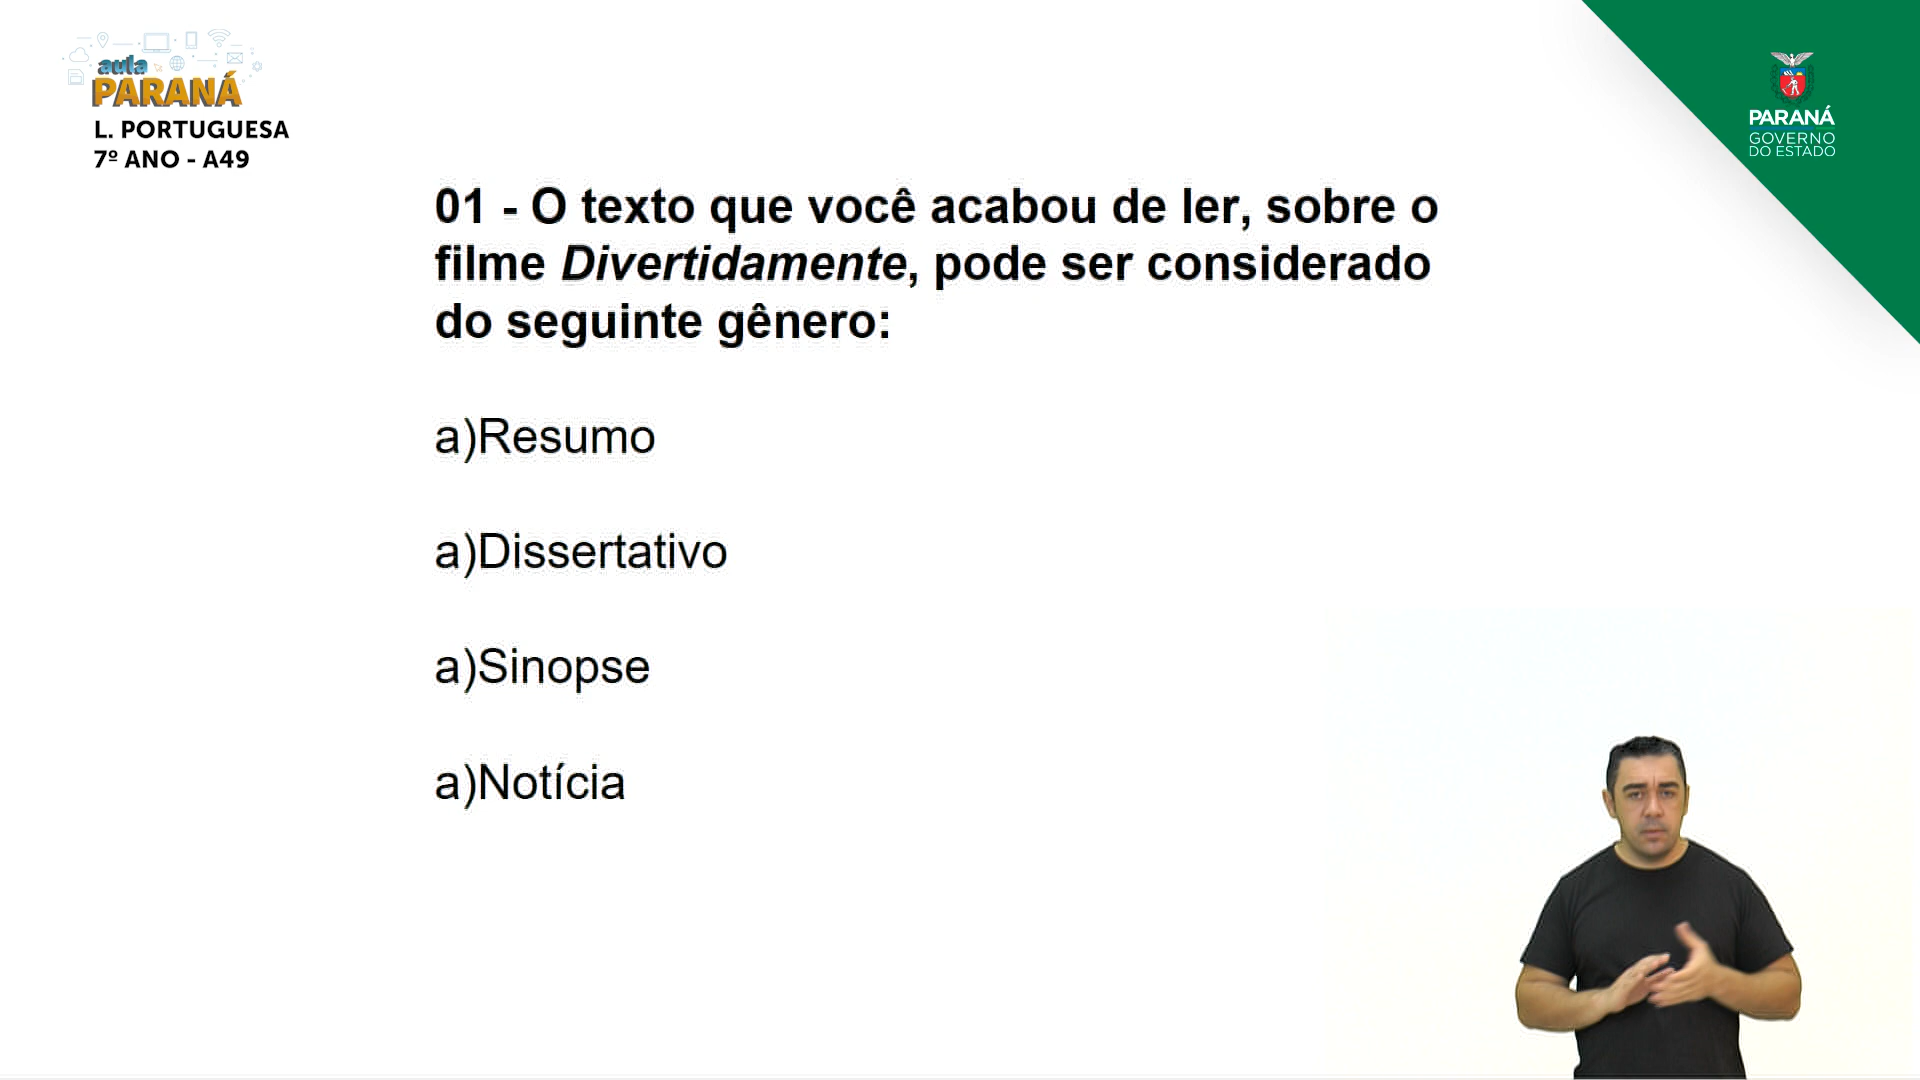 aula
PARANÁ
L. PORTUGUESA
7º ANO - A49
PARANÁ
GOVERNO
DO ESTADO
01 - O texto que você acabou de ler, sobre o
filme Divertidamente, pode ser considerado
do seguinte gênero:
a)Resumo
a)Dissertativo
a)Sinopse
a)Notícia